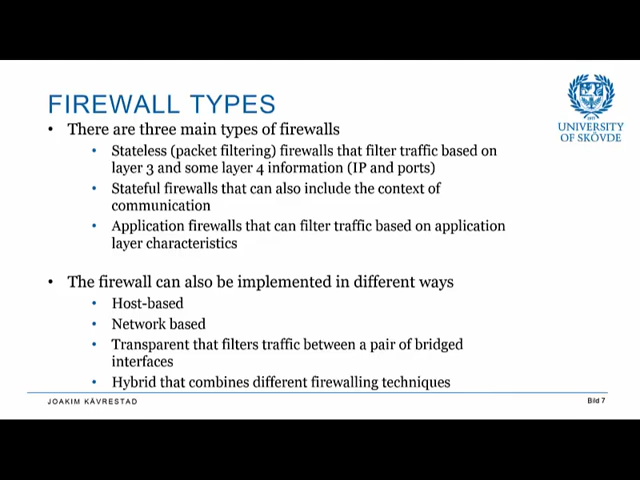 FIREWALL TYPES
UNIVERSITY
OF SKÖVDE
• There are three main types of firewalls
• Stateless (packet filtering) firewalls that filter traffic based on
layer 3 and some layer 4 information (IP and ports)
• Stateful firewalls that can also include the context of
communication
• Application firewalls that can filter traffic based on application
layer characteristics
• The firewall can also be implemented in different ways
• Host-based
• Network based
• Transparent that filters traffic between a pair of bridged
interfaces
• Hybrid that combines different firewalling techniques
JOAKIM KÄVRESTAD
Bild 7